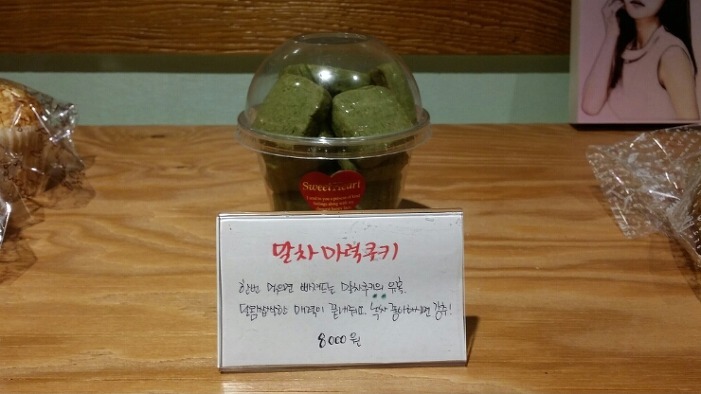 Sweet Heart
말차 마력쿠키
한번 먹으면 빠져드는 말차쿠키의 유혹.
달콤쌉싸한 매력이 끝내줘요. 녹차 좋아하시면 강추!
8000원